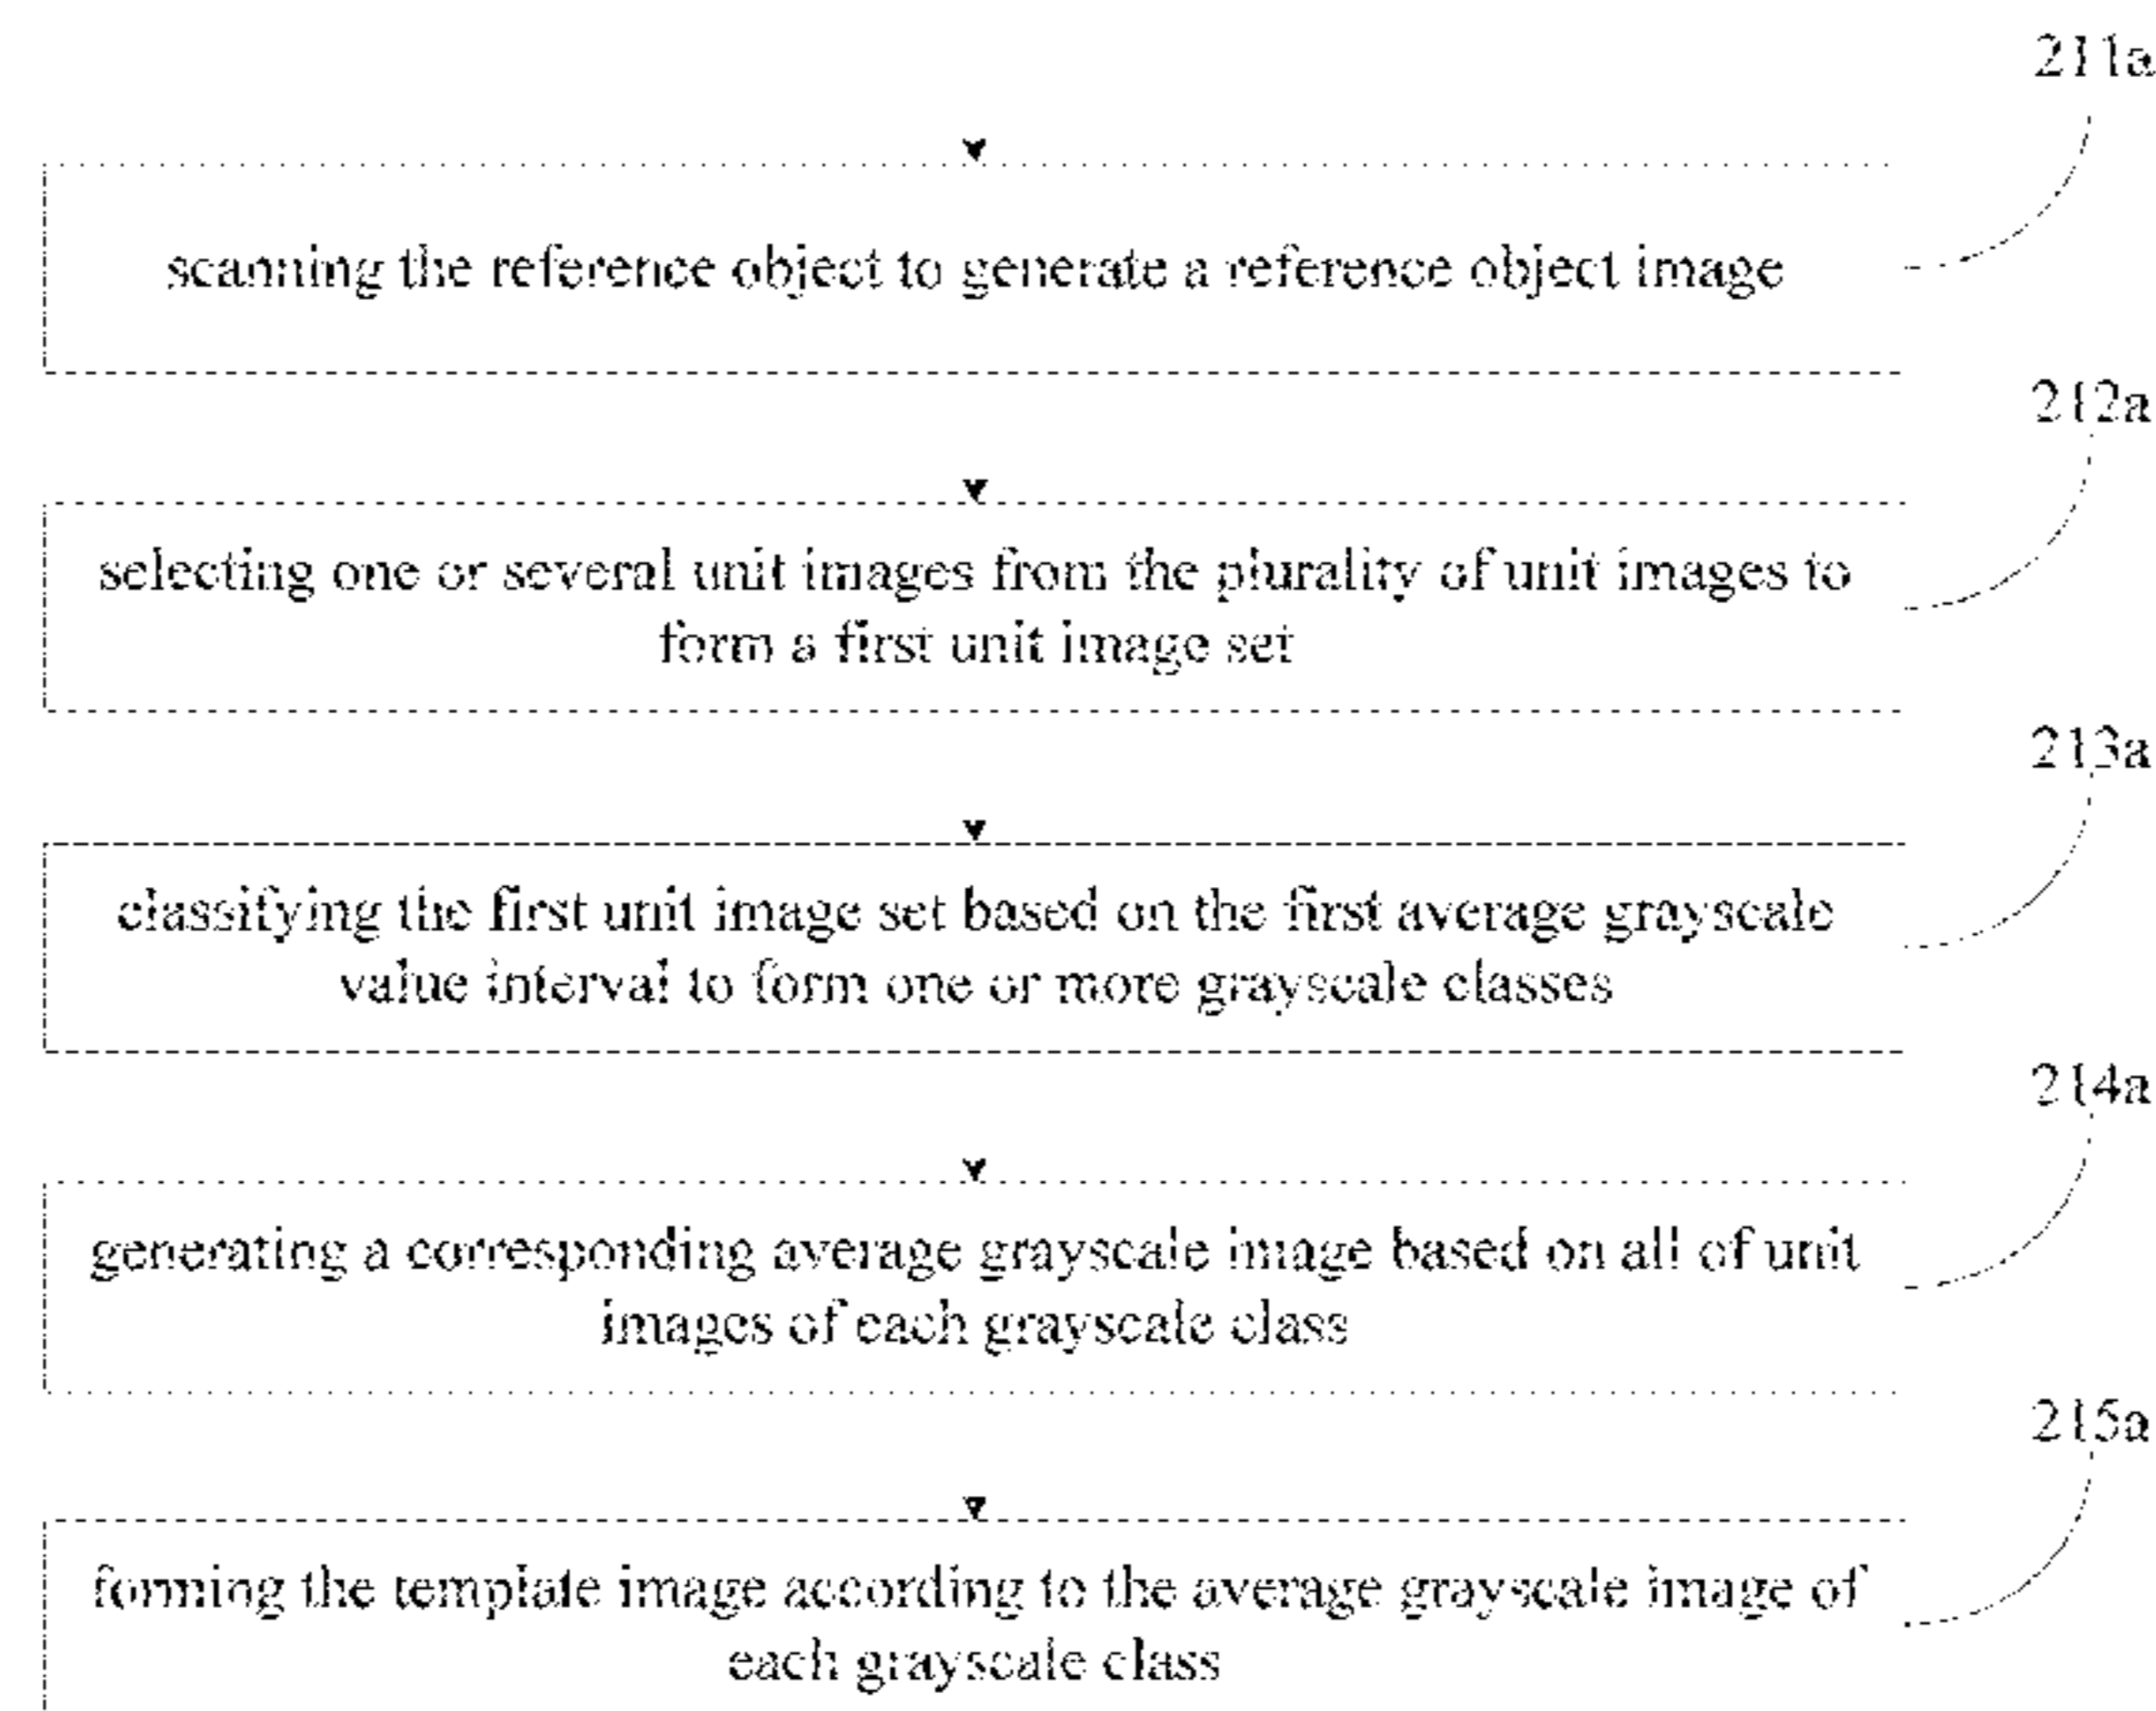 211a
scanning the reference object to generate a reference object image
212a
selecting one or several unit images from the plurality of unit images to
form a first unit image set
213a
classifying the first unit image set based on the first average grayscale
value interval to form one or more grayscale classes
214a
generating a corresponding average grayscale image based on all of unit
images of each grayscale class
215a
forming the template image according to the average grayscale image of
each grayscale class